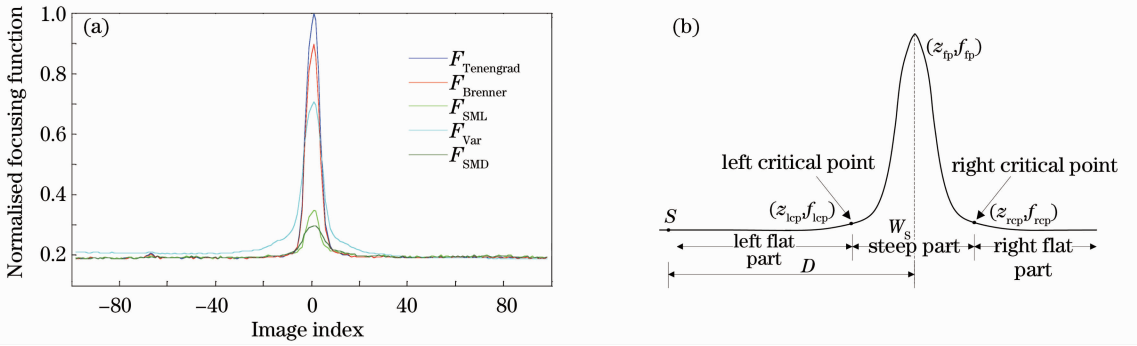 (a)
Normalised focusing function
1.0
0.8
0.6
0.4
0.3
0.2
−80
−40
0
40
80
Image index
F_Tenengrad
F_Brenner
F_SML
F_Var
F_SMD
(b)
(z_fp,f_fp)
left critical point
right critical point
(z_lcp,f_lcp)
(z_rcp,f_rcp)
S
W_S
left flat part
steep part
right flat part
D